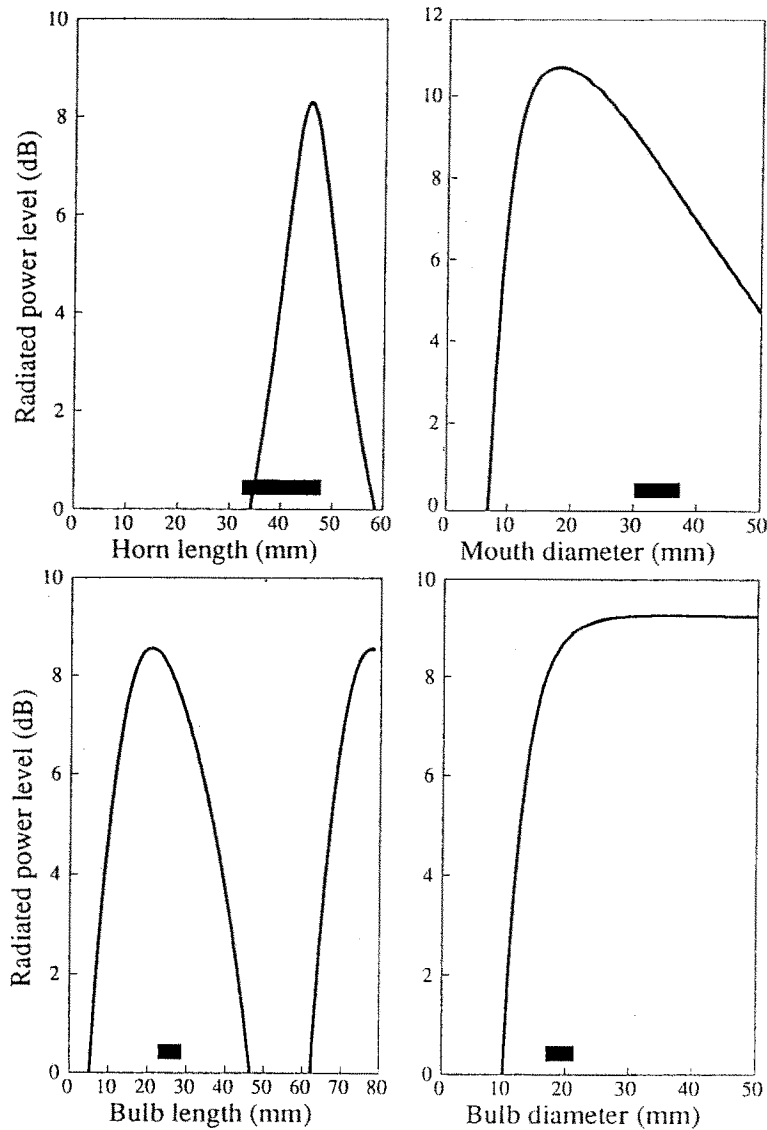 10
8
6
4
2
0
Radiated power level (dB)
0 10 20 30 40 50 60
Horn length (mm)
12
10
8
6
4
2
0
0 10 20 30 40 50
Mouth diameter (mm)
10
8
6
4
2
0
Radiated power level (dB)
0 10 20 30 40 50 60 70 80
Bulb length (mm)
10
8
6
4
2
0
0 10 20 30 40 50
Bulb diameter (mm)